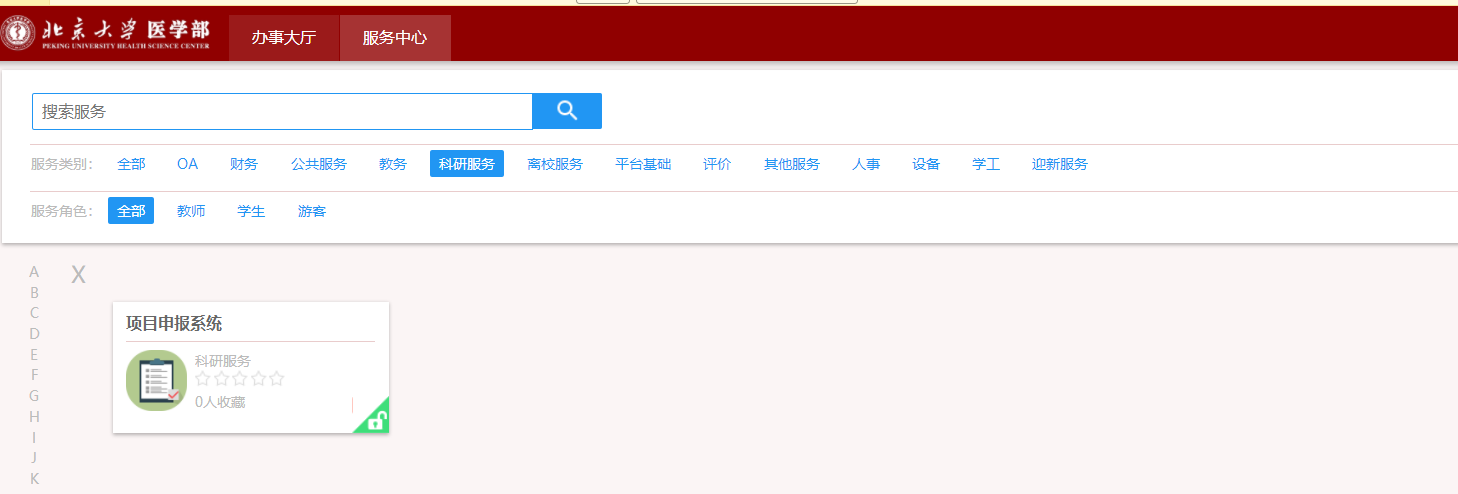 北京大学 医学部
PEKING UNIVERSITY HEALTH SCIENCE CENTER
办事大厅 服务中心
搜索服务
服务类别: 全部 OA 财务 公共服务 教务 科研服务 离校服务 平台基础 评价 其他服务 人事 设备 学工 迎新服务
服务角色: 全部 教师 学生 游客
A
B
C
D
E
F
G
H
I
J
K
X
项目申报系统
科研服务
0人收藏